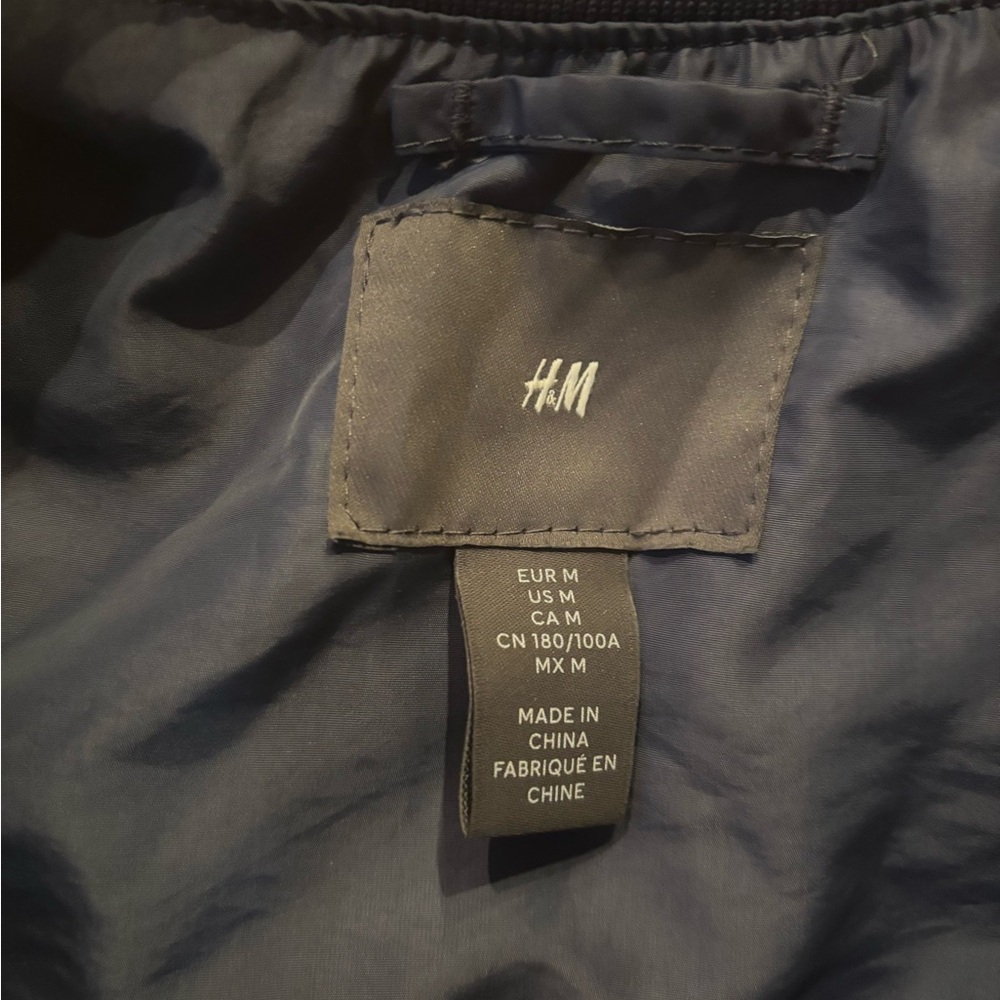 H&M
EUR M
US M
CA M
CN 180/100A
MX M
MADE IN
CHINA
FABRIQUÉ EN
CHINE